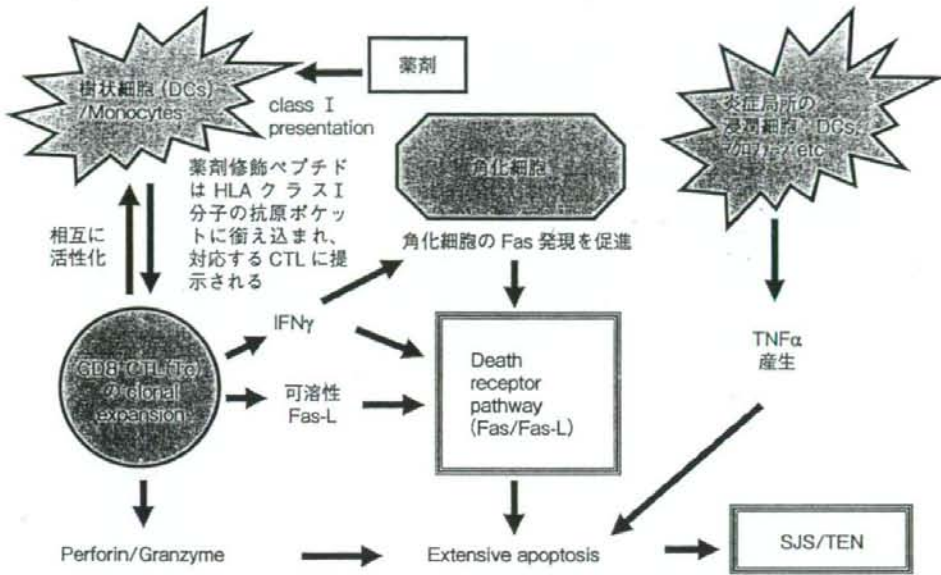 薬剤
樹状細胞 (DCs)
/Monocytes
class I
presentation
炎症局所の
浸潤細胞、DCs,
マクロファージ etc
角化細胞
薬剤修飾ペプチド
は HLA クラス I
分子の抗原ポケッ
トに銜え込まれ、
対応する CTL に提
示される
相互に
活性化
角化細胞の Fas 発現を促進
IFNγ
TNFα
産生
CD8 CTL(Tc)
の clonal
expansion
可溶性
Fas-L
Death
receptor
pathway
(Fas/Fas-L)
Perforin/Granzyme
Extensive apoptosis
SJS/TEN